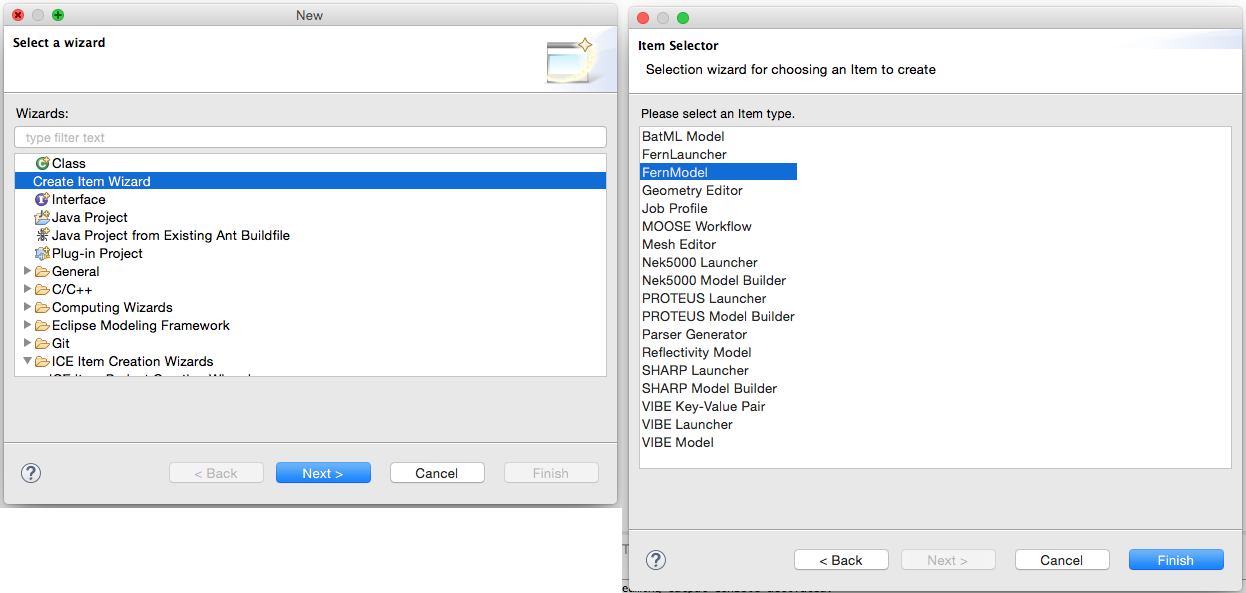 New
Select a wizard
Wizards:
type filter text
Class
Create Item Wizard
Interface
Java Project
Java Project from Existing Ant Buildfile
Plug-in Project
General
C/C++
Computing Wizards
Eclipse Modeling Framework
Git
ICE Item Creation Wizards
?
< Back
Next >
Cancel
Finish
Item Selector
Selection wizard for choosing an Item to create
Please select an Item type.
BatML Model
FernLauncher
FernModel
Geometry Editor
Job Profile
MOOSE Workflow
Mesh Editor
Nek5000 Launcher
Nek5000 Model Builder
PROTEUS Launcher
PROTEUS Model Builder
Parser Generator
Reflectivity Model
SHARP Launcher
SHARP Model Builder
VIBE Key-Value Pair
VIBE Launcher
VIBE Model
?
< Back
Next >
Cancel
Finish